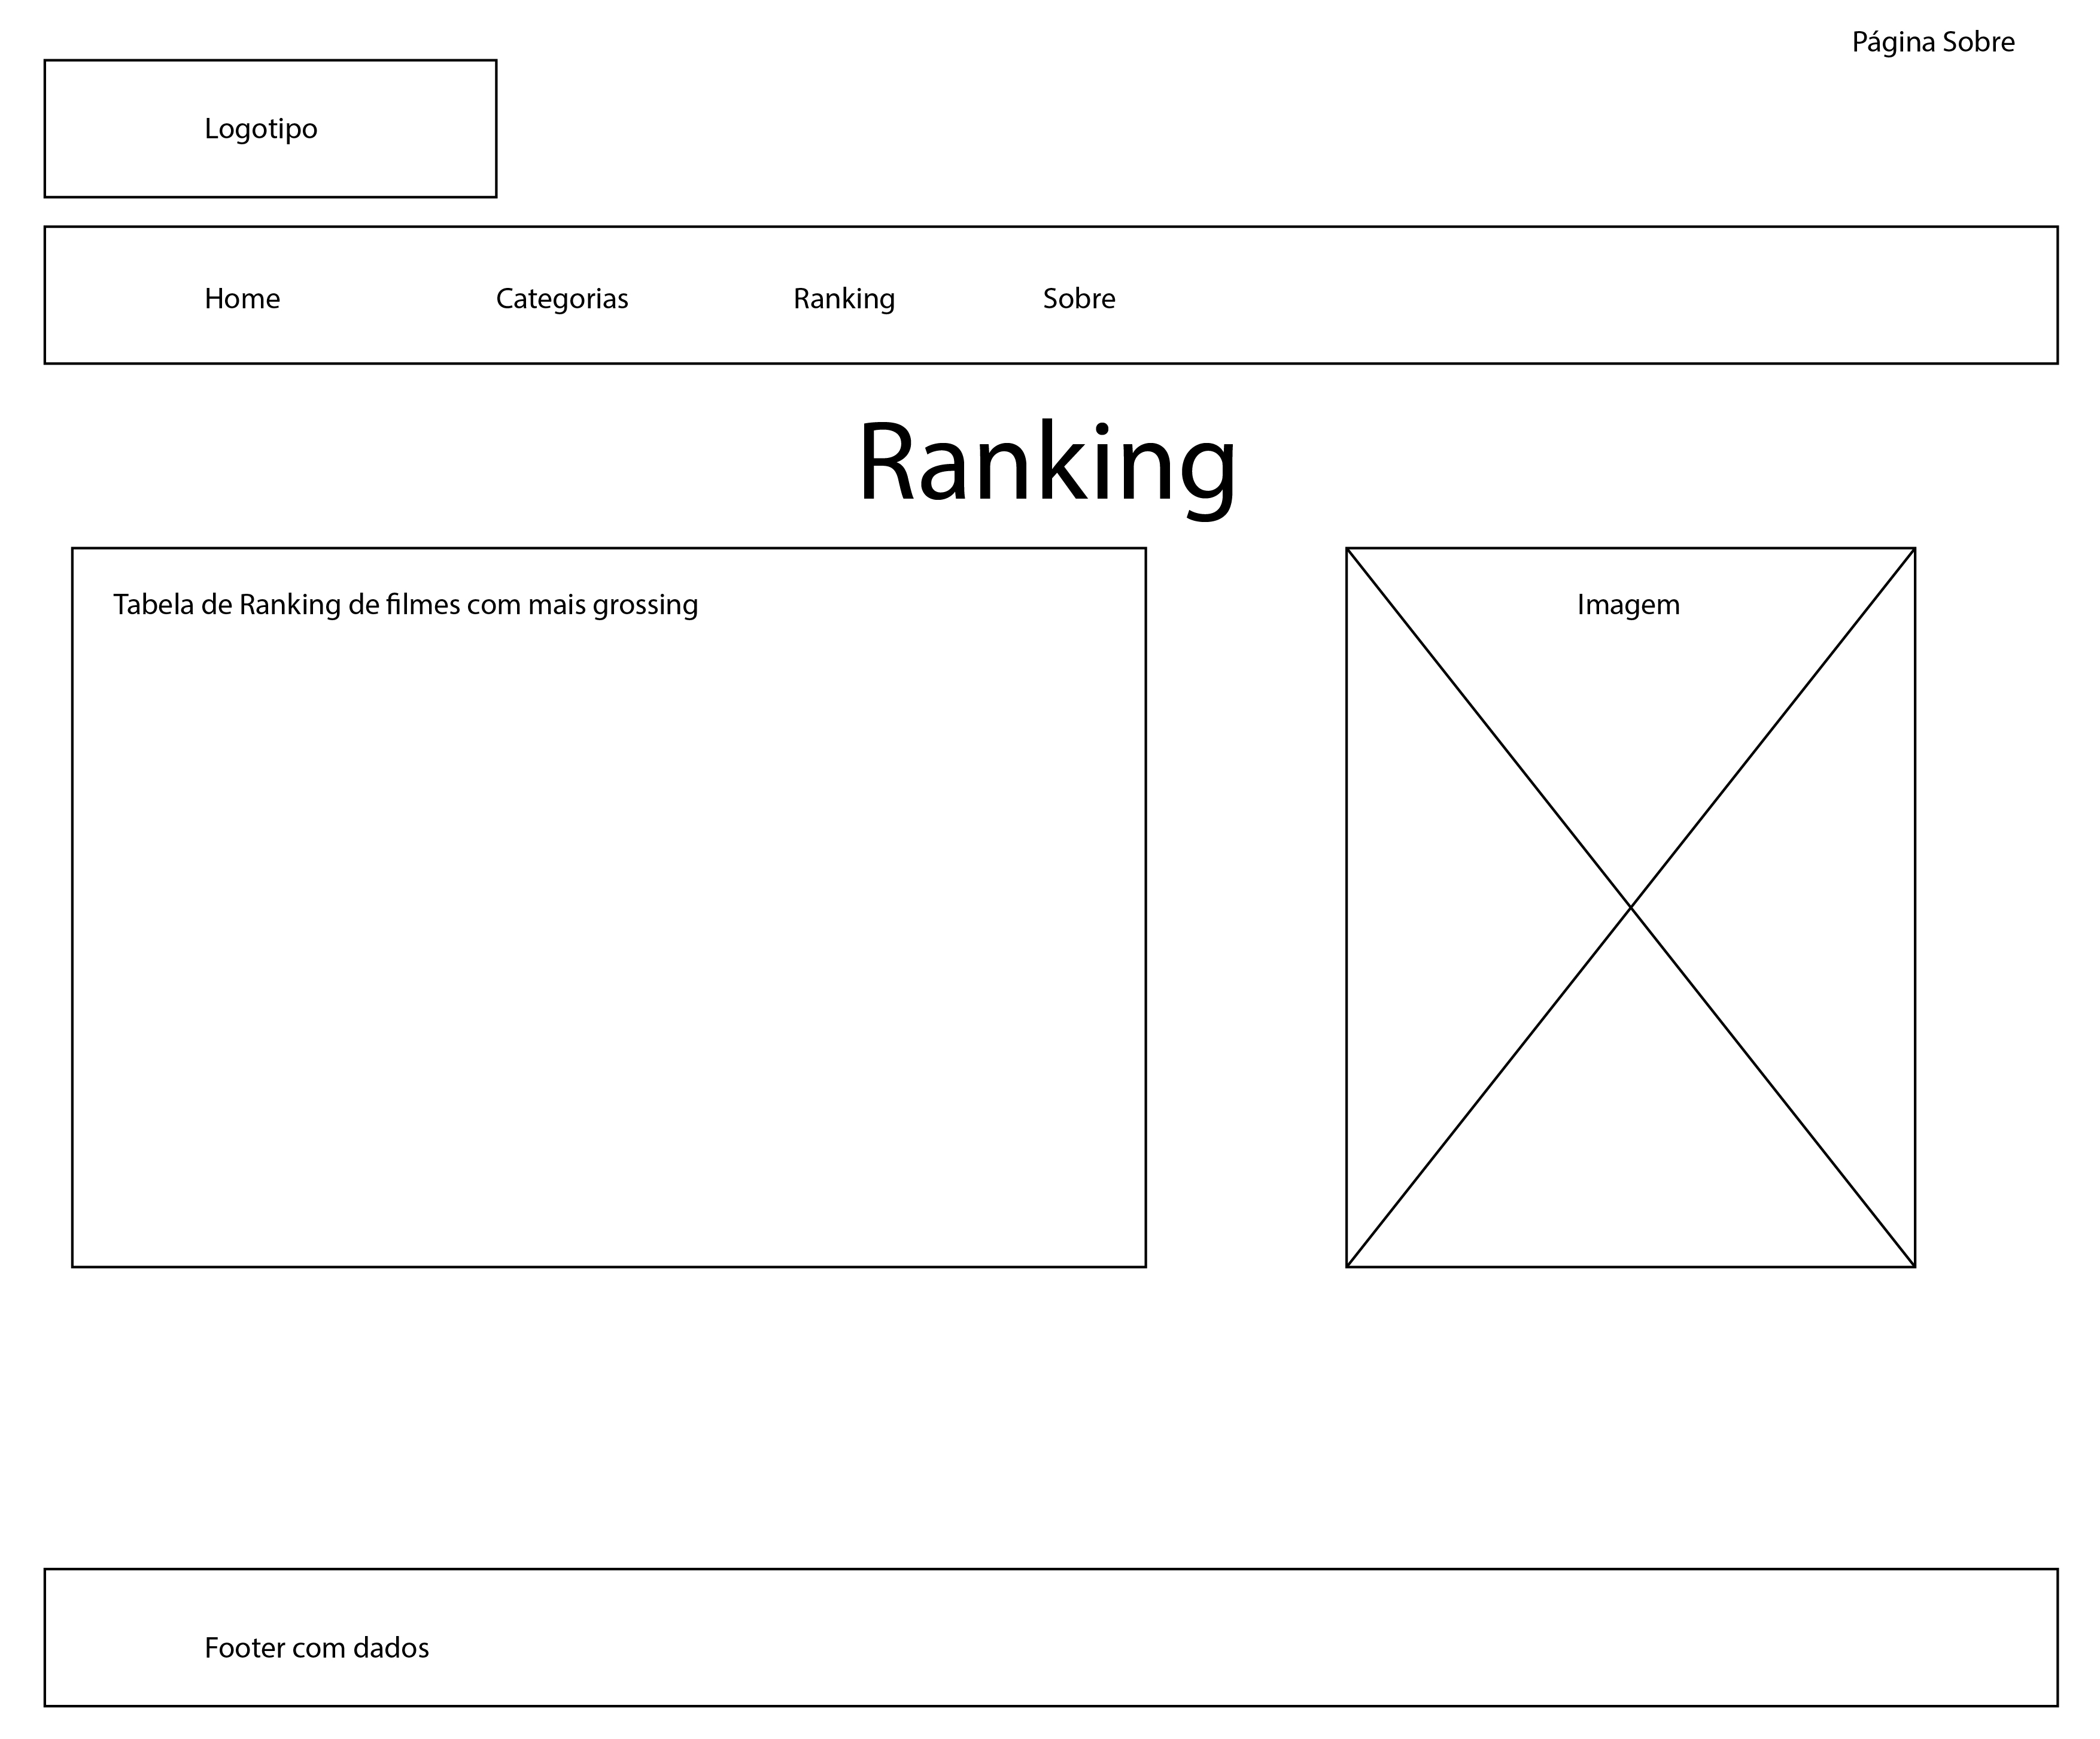 Página Sobre
Logotipo
Home Categorias Ranking Sobre
Ranking
Tabela de Ranking de filmes com mais grossing
Imagem
Footer com dados